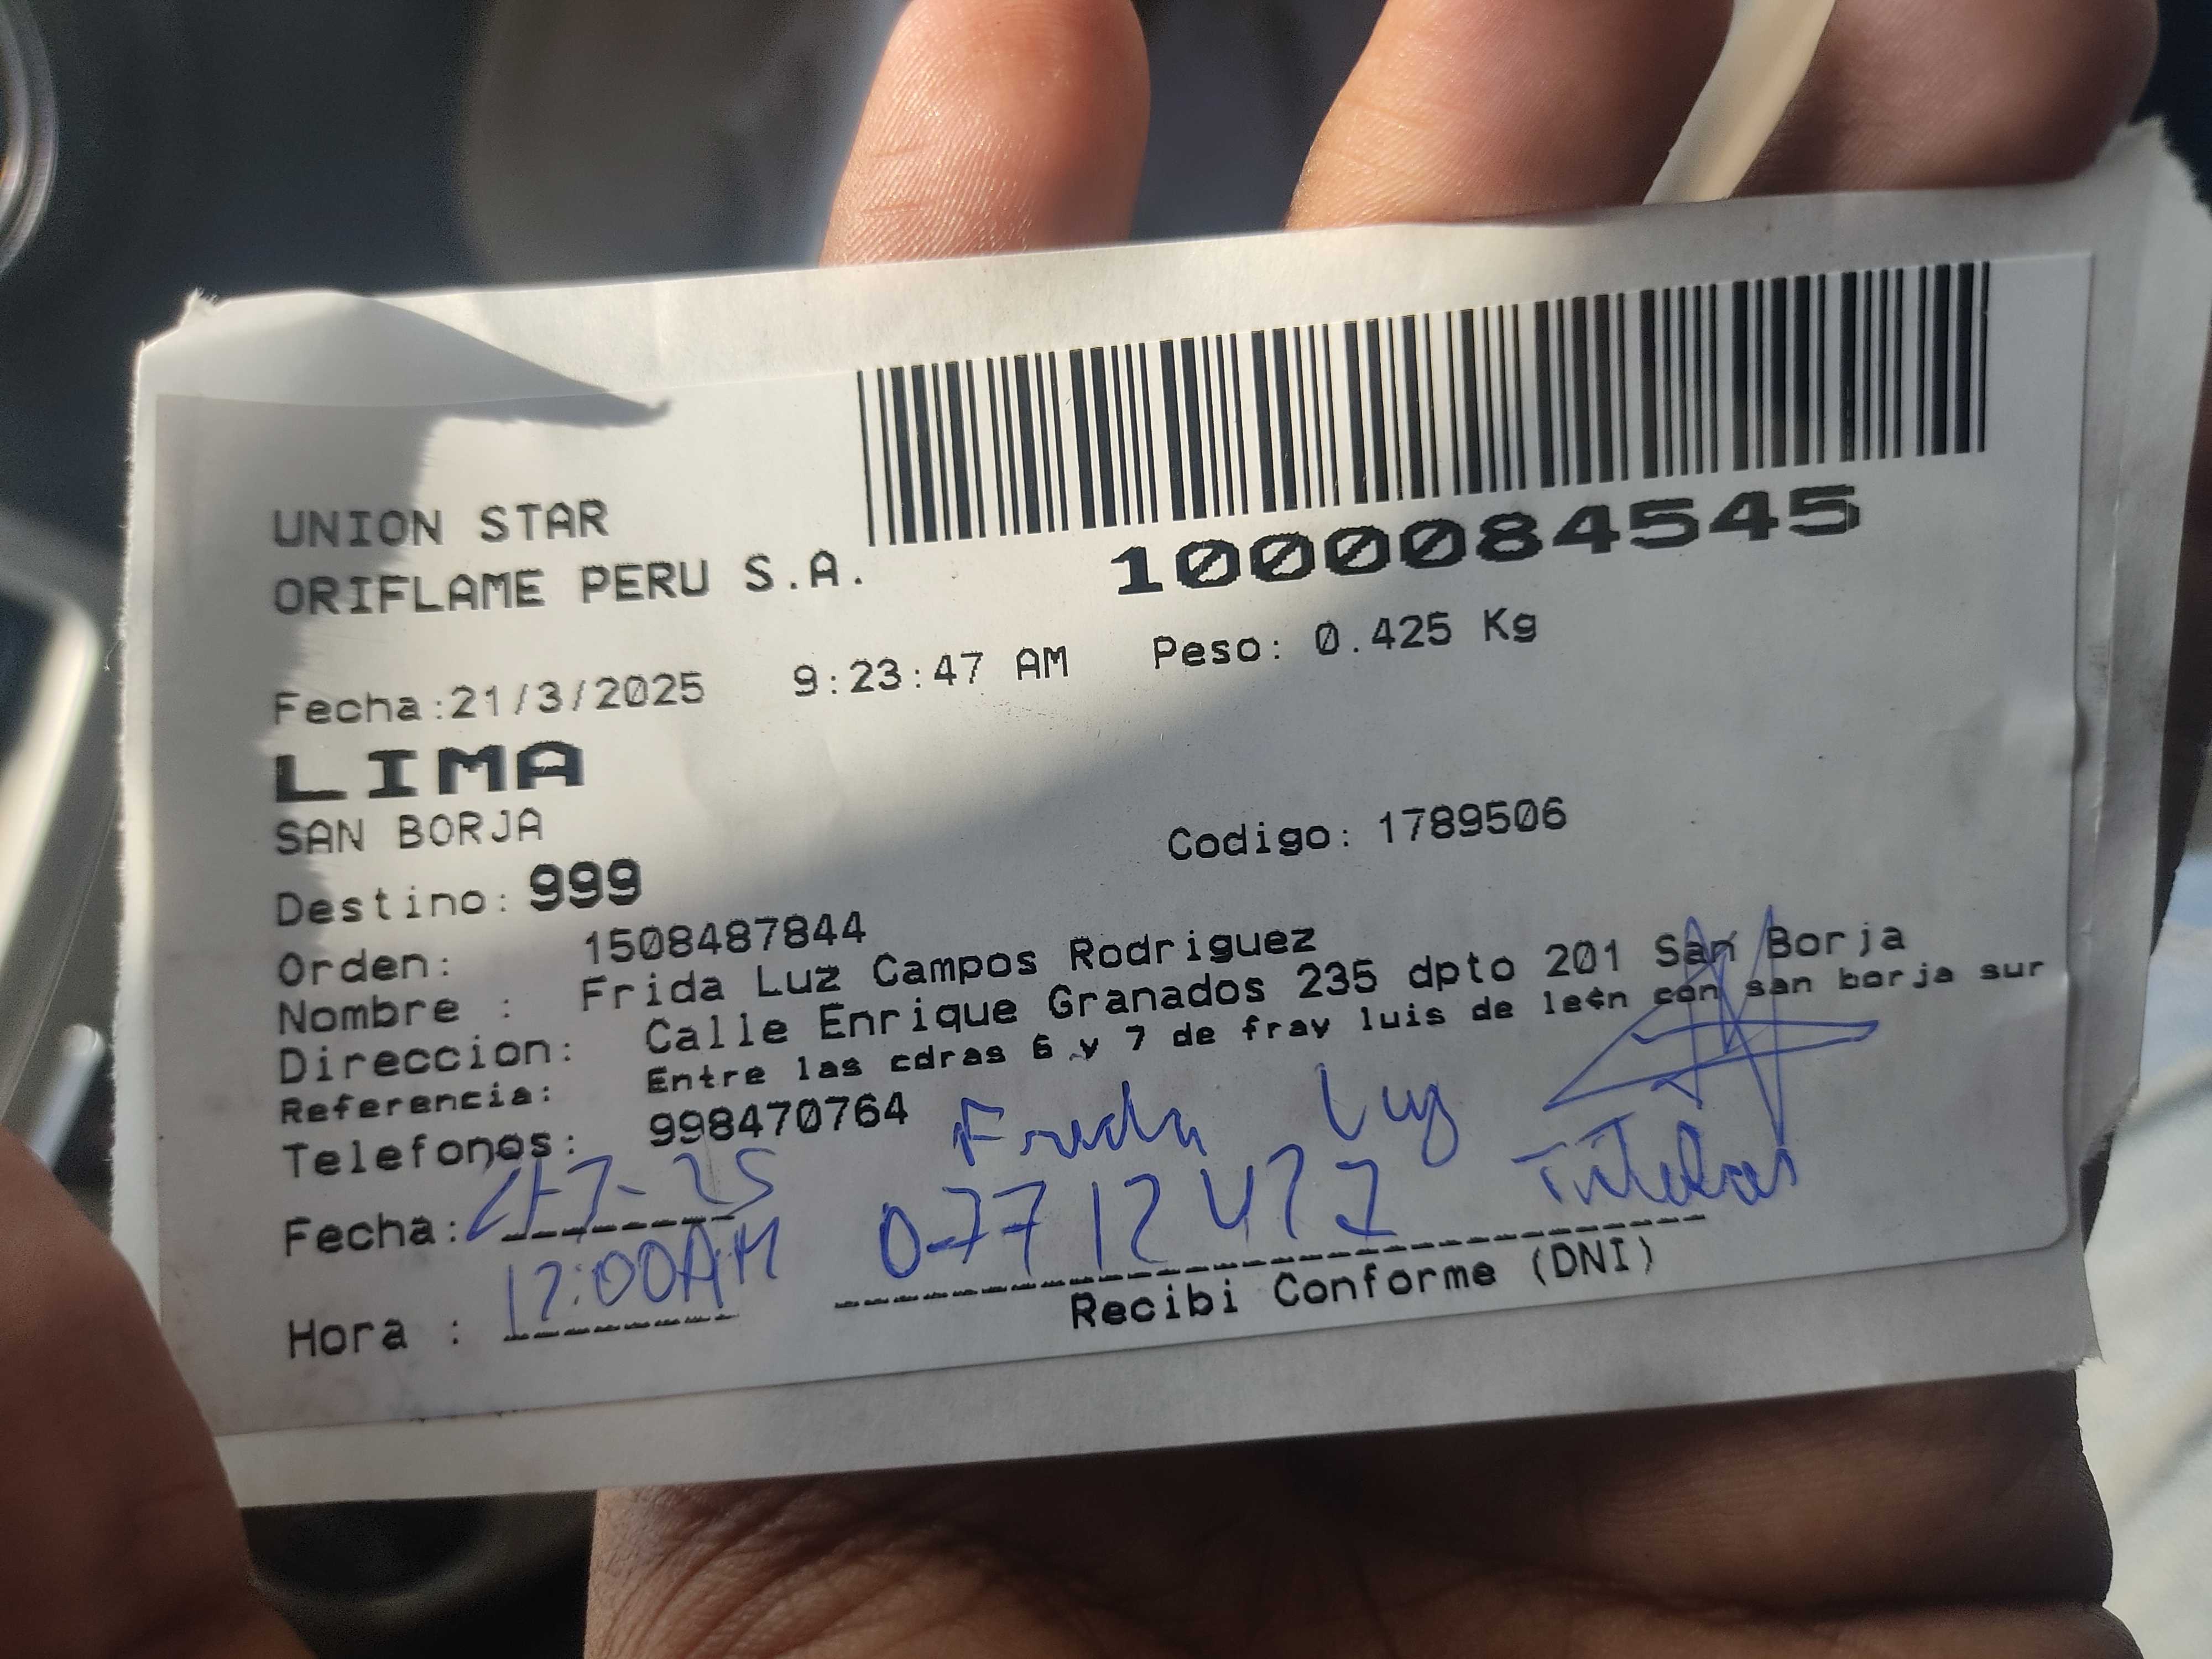 UNION STAR
ORIFLAME PERU S.A.
1000084545
Fecha:21/3/2025 9:23:47 AM Peso: 0.425 Kg
LIMA
SAN BORJA
Codigo: 1789506
Destino: 999
Orden: 1508487844
Nombre : Frida Luz Campos Rodriguez
Direccion: Calle Enrique Granados 235 dpto 201 San Borja
Referencia: Entre las cdras 6 y 7 de fray luis de le¢n con san borja sur
Telefonos: 998470764
Frida Luz
Fecha:
Hora : 12:00AM
Recibi Conforme (DNI)